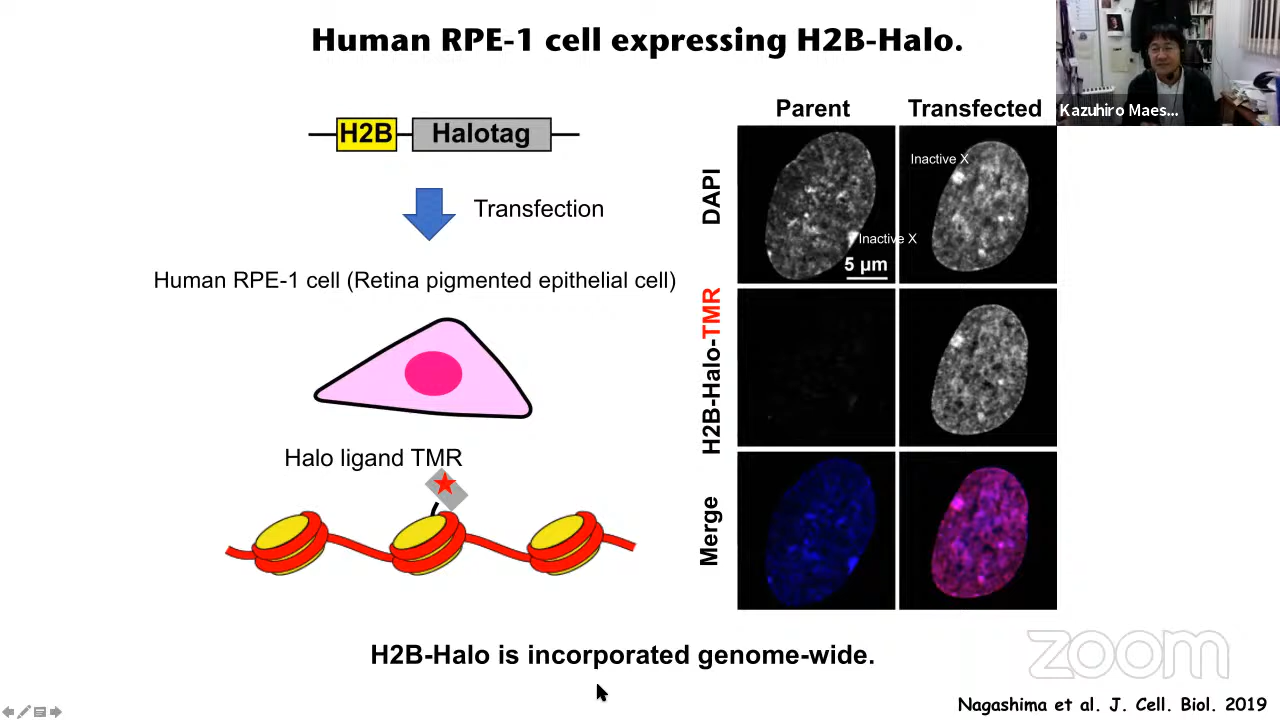 Human RPE-1 cell expressing H2B-Halo.
Kazuhiro Maes...
H2B
Halotag
Transfection
Human RPE-1 cell (Retina pigmented epithelial cell)
Halo ligand TMR
Parent
Transfected
DAPI
Inactive X
Inactive X
5 µm
H2B-Halo-TMR
Merge
H2B-Halo is incorporated genome-wide.
zoom
Nagashima et al. J. Cell. Biol. 2019